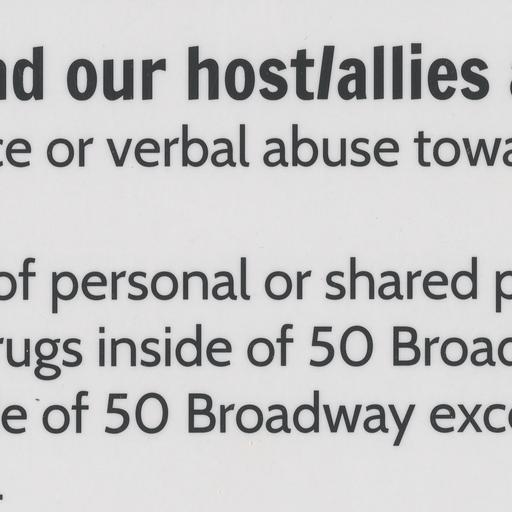 nd our host/allies
ce or verbal abuse towa
of personal or shared p
rugs inside of 50 Broad
e of 50 Broadway exce
.